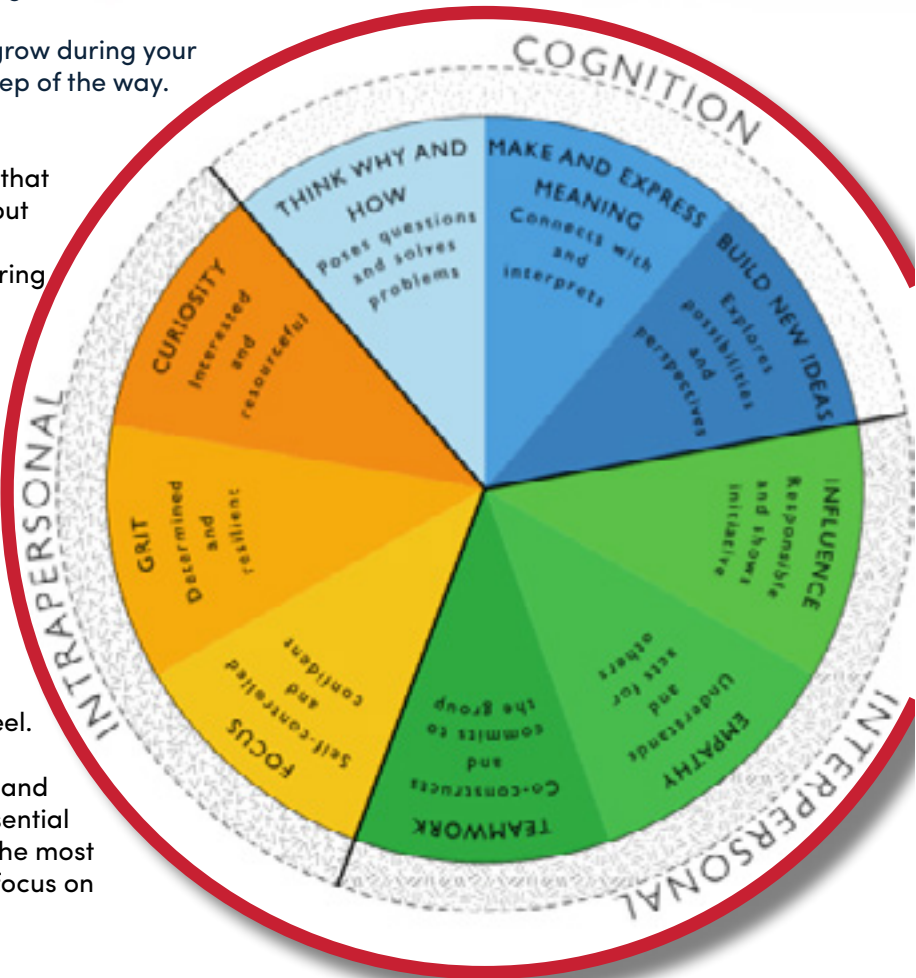 grow during your
ep of the way.
that
out
ring
eel.
and
sential
he most
focus on
COGNITION
THINK WHY AND
HOW
Poses questions
and solves
problems
MAKE AND EXPRESS
MEANING
Connects with
and
interprets
BUILD NEW IDEAS
Explores
possibilities
and
perspectives
INTERPERSONAL
INFLUENCE
Responsible
and shows
initiative
EMPATHY
Understands
and
acts for
others
TEAMWORK
Co-constructs
and
commits to
the group
INTRAPERSONAL
FOCUS
Self-controlled
and
confident
GRIT
Determined
and
resilient
CURIOSITY
Interested
and
resourceful